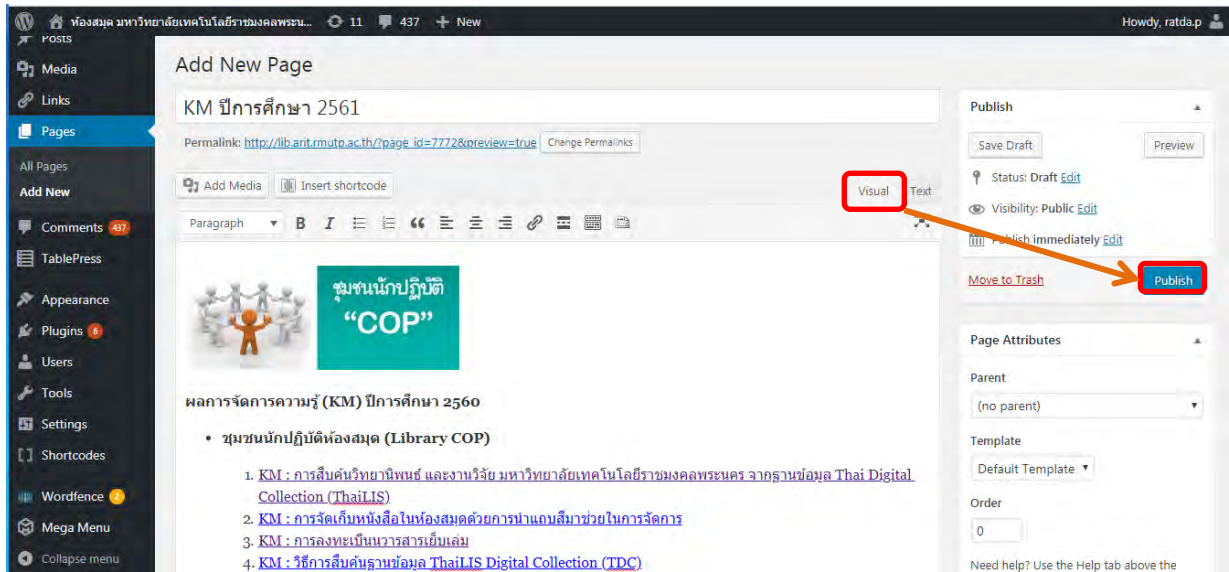 ห้องสมุด มหาวิทยาลัยเทคโนโลยีราชมงคลพระน... 11 437 + New
Howdy, ratda.p
Posts
Media
Links
Pages
All Pages
Add New
Comments 437
TablePress
Appearance
Plugins 6
Users
Tools
Settings
Shortcodes
Wordfence 2
Mega Menu
Collapse menu
Add New Page
KM ปีการศึกษา 2561
Permalink: http://lib.arit.rmutp.ac.th/?page_id=7772&preview=true Change Permalinks
Add Media Insert shortcode
Visual Text
Paragraph B I
ชุมชนนักปฏิบัติ
“COP”
ผลการจัดการความรู้ (KM) ปีการศึกษา 2560
• ชุมชนนักปฏิบัติห้องสมุด (Library COP)
1. KM : การสืบค้นวิทยานิพนธ์ และงานวิจัย มหาวิทยาลัยเทคโนโลยีราชมงคลพระนคร จากฐานข้อมูล Thai Digital
Collection (ThaiLIS)
2. KM : การจัดเก็บหนังสือในห้องสมุดด้วยการนำแถบสีมาช่วยในการจัดการ
3. KM : การลงทะเบียนวารสารเย็บเล่ม
4. KM : วิธีการสืบค้นฐานข้อมูล ThaiLIS Digital Collection (TDC)
Publish
Save Draft Preview
Status: Draft Edit
Visibility: Public Edit
Publish immediately Edit
Move to Trash Publish
Page Attributes
Parent
(no parent)
Template
Default Template
Order
0
Need help? Use the Help tab above the